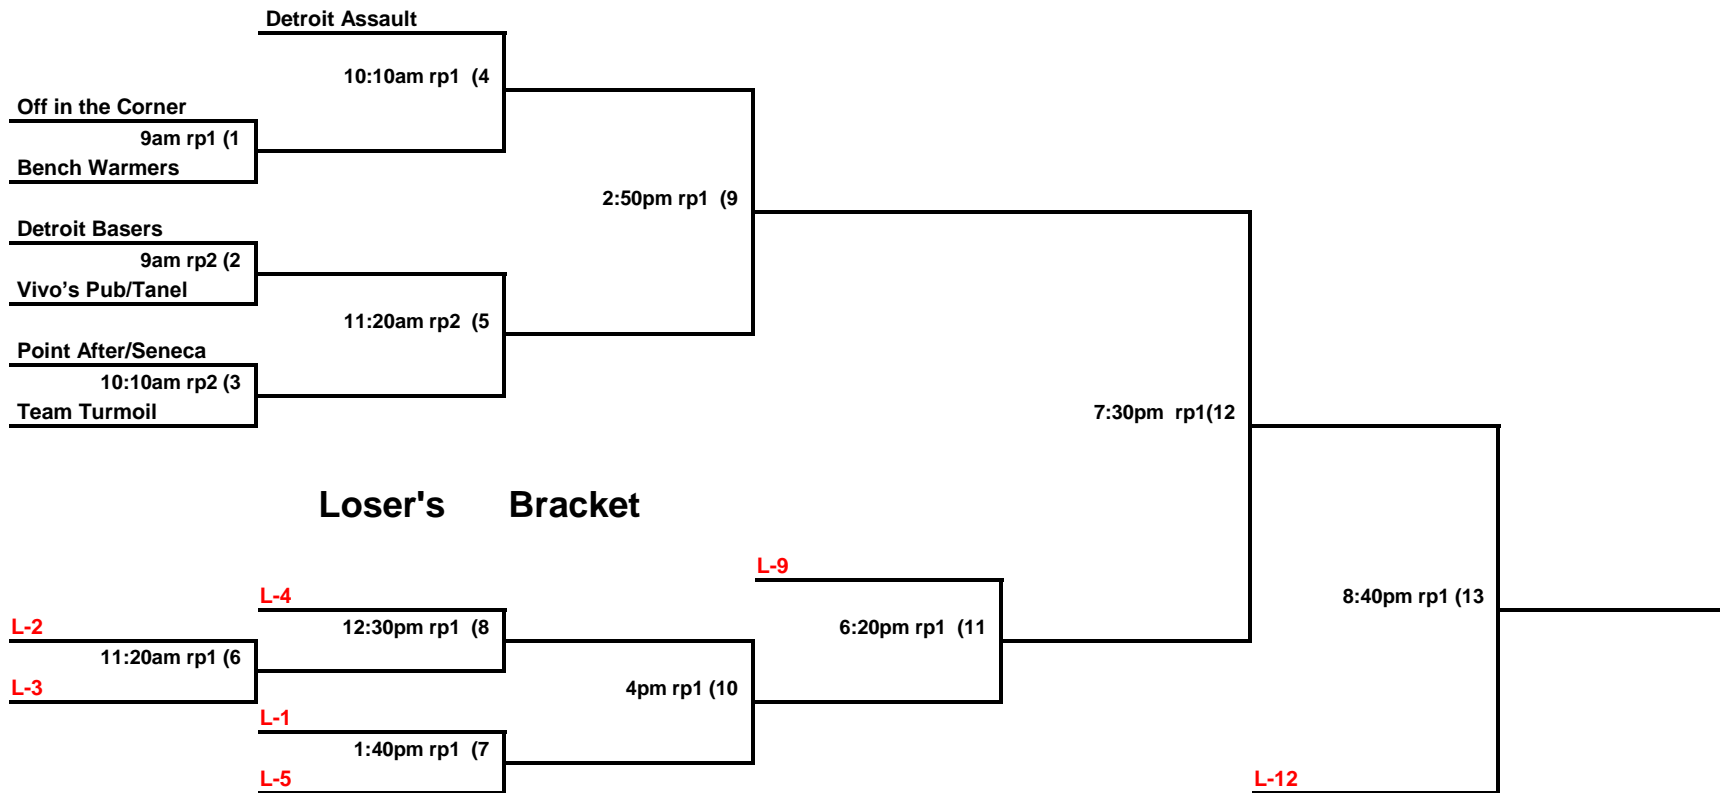 Detroit Assault
10:10am rp1  (4
Off in the Corner
9am rp1 (1
Bench Warmers
2:50pm rp1  (9
Detroit Basers
9am rp2 (2
Vivo’s Pub/Tanel
11:20am rp2  (5
Point After/Seneca
10:10am rp2 (3
Team Turmoil
7:30pm  rp1(12
Loser's Bracket
L-9
L-4
8:40pm rp1 (13
L-2
12:30pm rp1  (8
6:20pm rp1  (11
11:20am rp1 (6
L-3
4pm rp1 (10
L-1
1:40pm rp1  (7
L-5
L-12